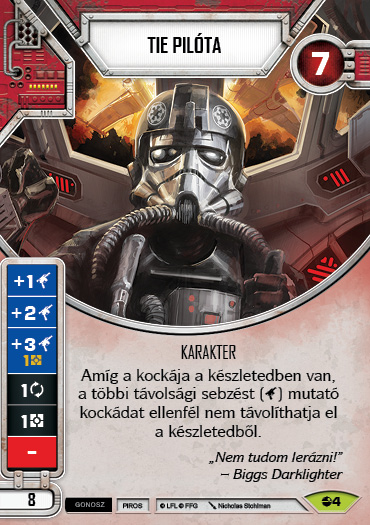 TIE PILÓTA
7
+1
+2
+3
1
1
1
–
KARAKTER
Amíg a kockája a készletedben van,
a többi távolsági sebzést ( ) mutató
kockádat ellenfél nem távolíthatja el
a készletedből.
„Nem tudom lerázni!”
– Biggs Darklighter
8
GONOSZ
PIROS
© LFL © FFG
Nicholas Stohlman
4